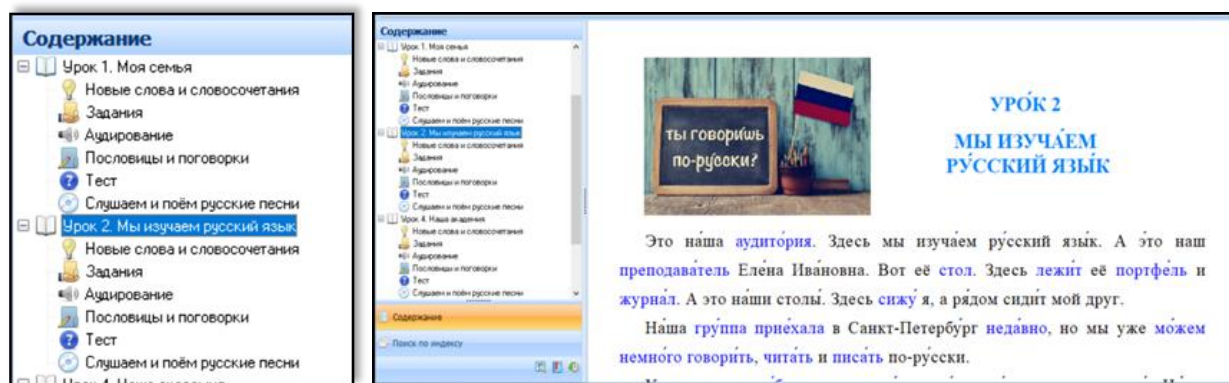 Содержание
Урок 1. Моя семья
Новые слова и словосочетания
Задания
Аудирование
Пословицы и поговорки
Тест
Слушаем и поём русские песни
Урок 2. Мы изучаем русский язык
Новые слова и словосочетания
Задания
Аудирование
Пословицы и поговорки
Тест
Слушаем и поём русские песни
Содержание
Урок 1. Моя семья
Новые слова и словосочетания
Задания
Аудирование
Пословицы и поговорки
Тест
Слушаем и поём русские песни
Урок 2. Мы изучаем русский язык
Новые слова и словосочетания
Задания
Аудирование
Пословицы и поговорки
Тест
Слушаем и поём русские песни
Урок 4. Наша академия
Новые слова и словосочетания
Задания
Аудирование
Пословицы и поговорки
Тест
Слушаем и поём русские песни
Содержание
Поиск по индексу
ты говори́шь
по-ру́сски?
УРО́К 2
МЫ ИЗУЧА́ЕМ
РУ́ССКИЙ ЯЗЫ́К
Это на́ша аудито́рия. Здесь мы изуча́ем ру́сский язы́к. А э́то наш
преподава́тель Еле́на Ива́новна. Вот её стол. Здесь лежи́т её портфе́ль и
журна́л. А э́то на́ши столы́. Здесь сижу́ я, а ря́дом сиди́т мой друг.
На́ша гру́ппа прие́хала в Санкт-Петербу́рг неда́вно, но мы уже мо́жем
немно́го говори́ть, чита́ть и писа́ть по-ру́сски.